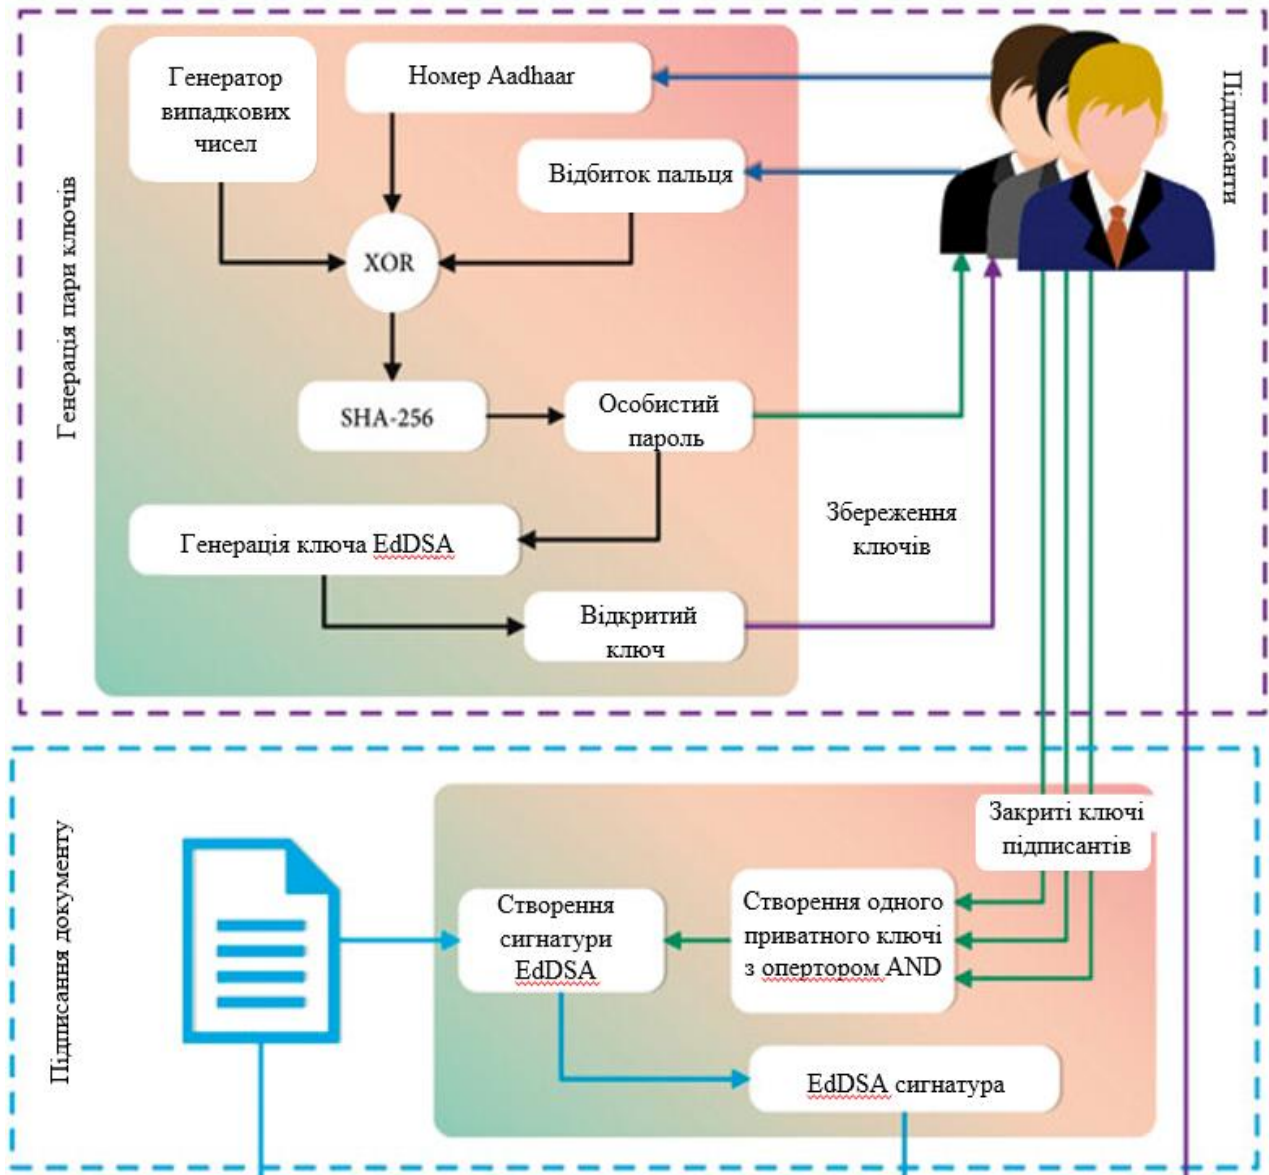 Генератор
випадкових
чисел
Номер Aadhaar
Відбиток пальця
Підписанти
Генерація пари ключів
XOR
SHA-256
Особистий
пароль
Генерація ключа EdDSA
Збереження
ключів
Відкритий
ключ
Підписання документу
Закриті ключі
підписантів
Створення
сигнатури
EdDSA
Створення одного
приватного ключі
з опертором AND
EdDSA сигнатура